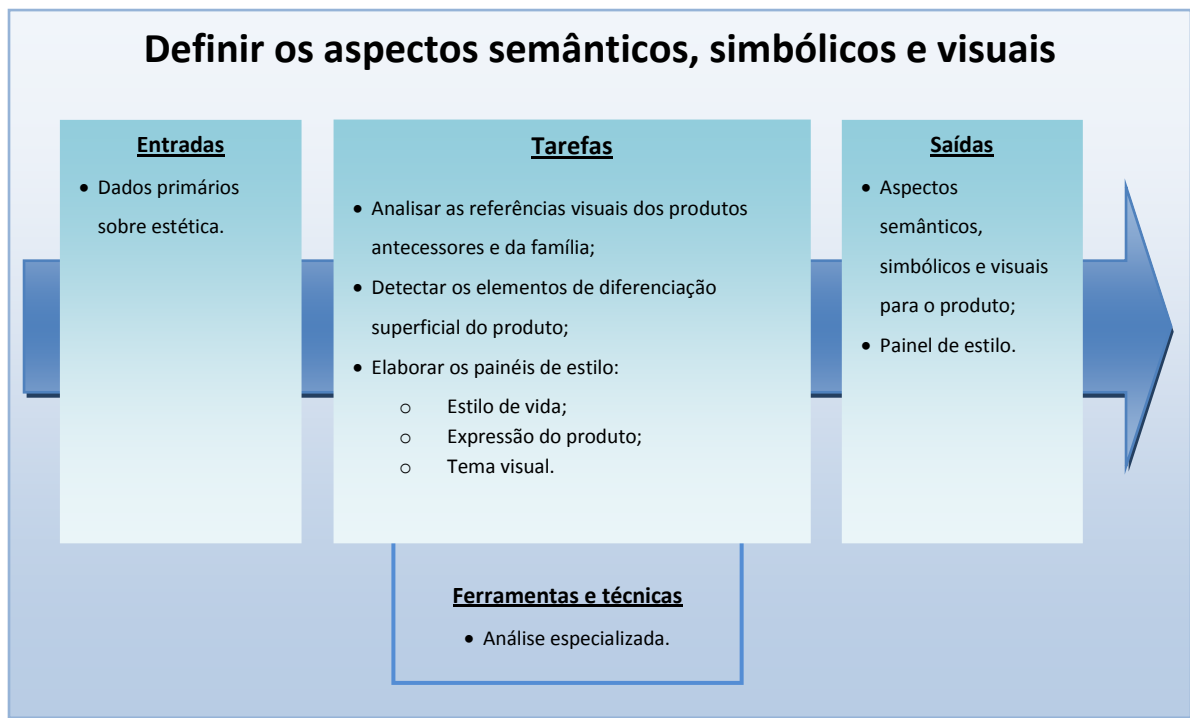 Definir os aspectos semânticos, simbólicos e visuais
Entradas
• Dados primários
sobre estética.
Tarefas
• Analisar as referências visuais dos produtos
antecessores e da família;
• Detectar os elementos de diferenciação
superficial do produto;
• Elaborar os painéis de estilo:
o Estilo de vida;
o Expressão do produto;
o Tema visual.
Saídas
• Aspectos
semânticos,
simbólicos e visuais
para o produto;
• Painel de estilo.
Ferramentas e técnicas
• Análise especializada.